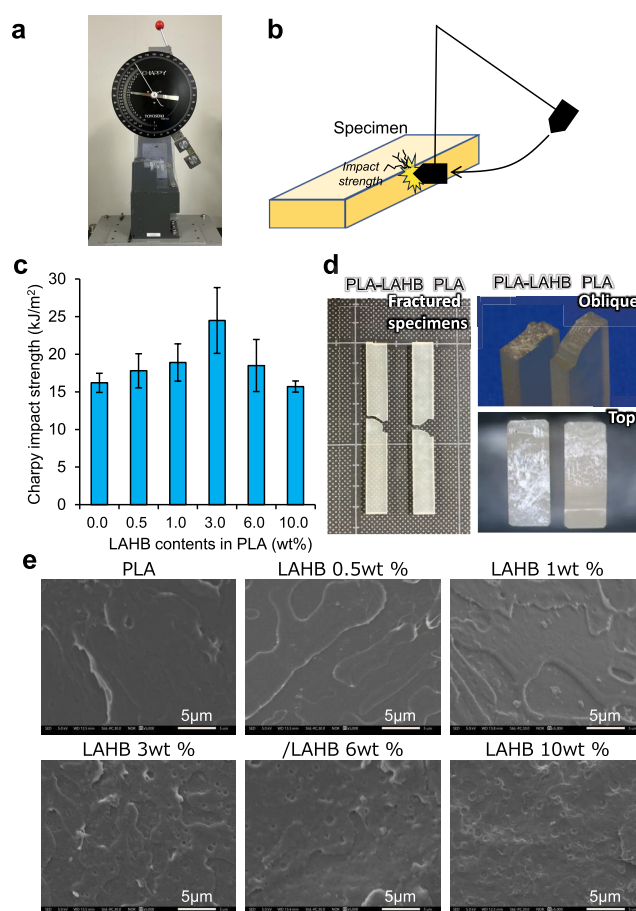 a
CHARPY
TOYOSEIKI
b
Specimen
Impact
strength
c
Charpy impact strength (kJ/m²)
30
25
20
15
10
5
0
0.0 0.5 1.0 3.0 6.0 10.0
LAHB contents in PLA (wt%)
d
PLA-LAHB PLA
Fractured
specimens
PLA-LAHB PLA
Oblique
Top
e
PLA
5µm
LAHB 0.5wt %
5µm
LAHB 1wt %
5µm
LAHB 3wt %
5µm
/LAHB 6wt %
5µm
LAHB 10wt %
5µm